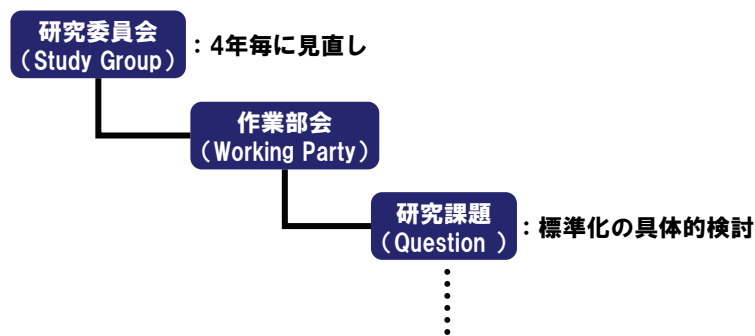 研究委員会
（Study Group）
：4年毎に見直し
作業部会
（Working Party）
研究課題
（Question ）
：標準化の具体的検討